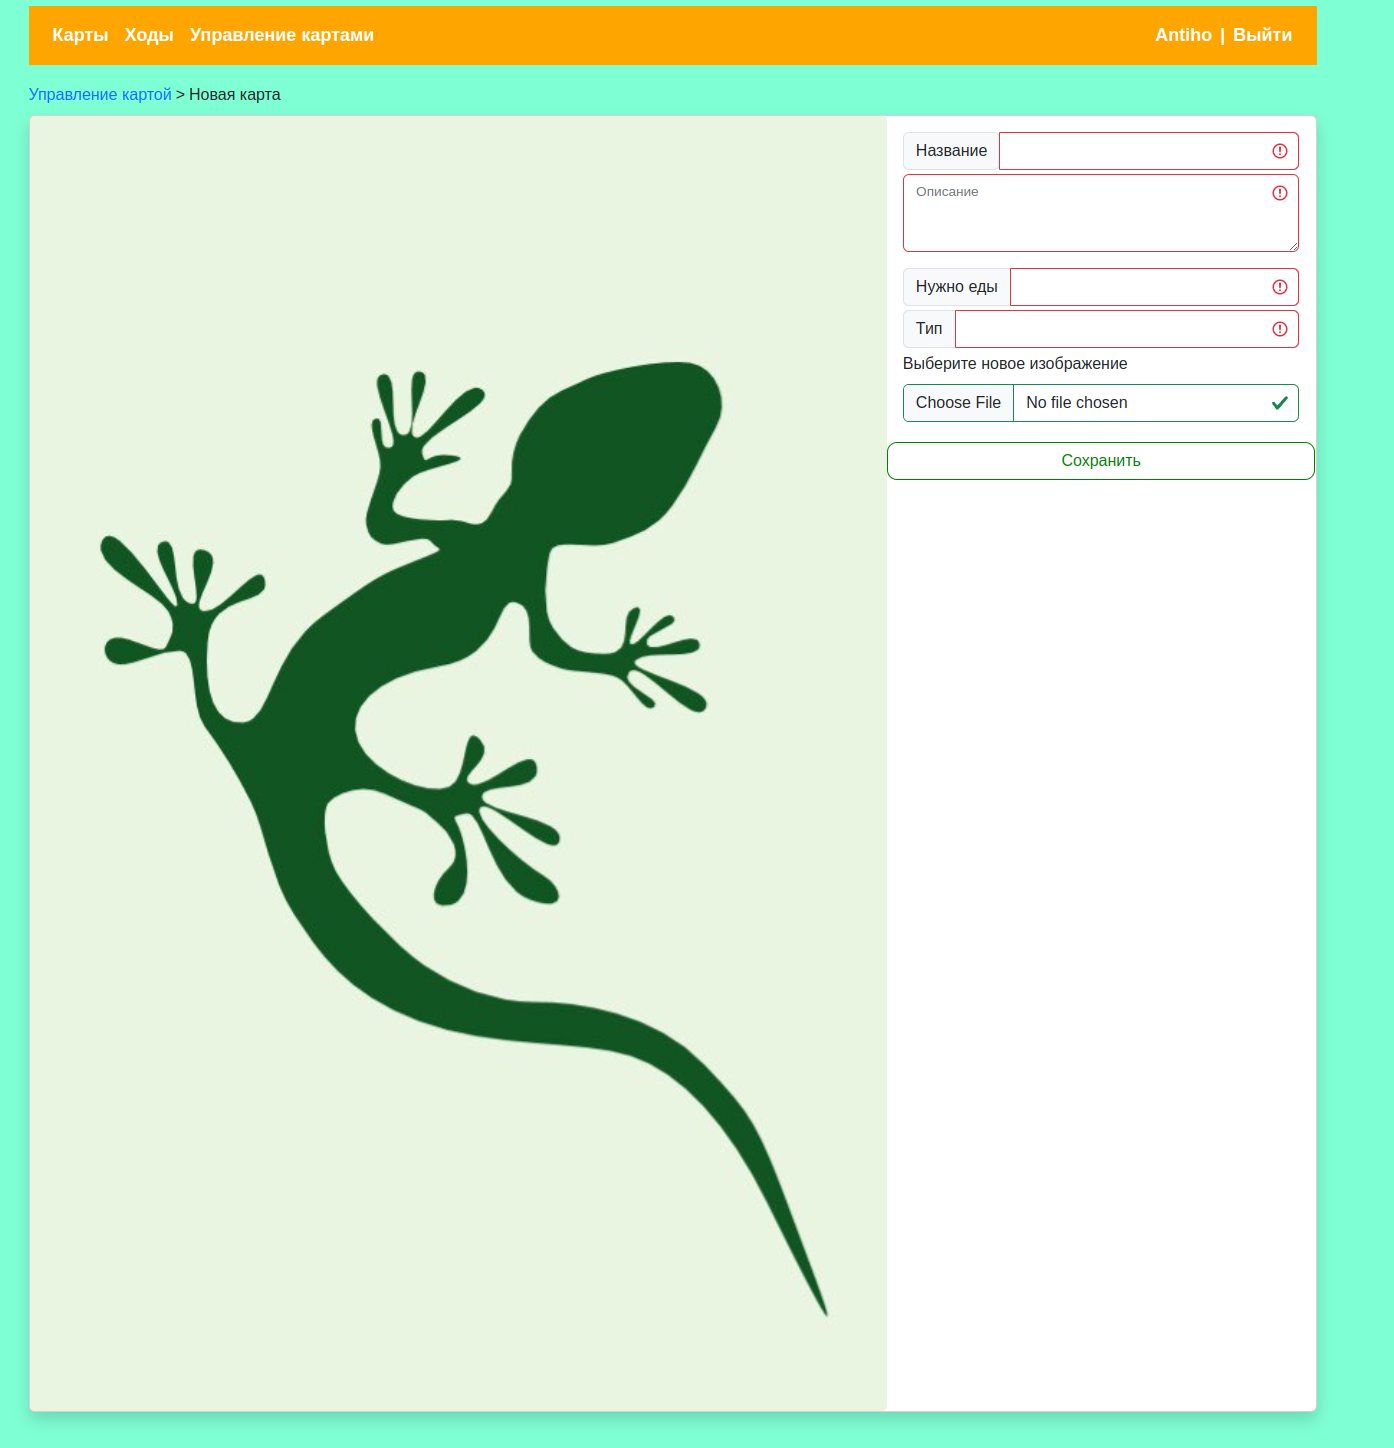 Карты Ходы Управление картами Antiho | Выйти
Управление картой > Новая карта
Название
Описание
Нужно еды
Тип
Выберите новое изображение
Choose File No file chosen
Сохранить